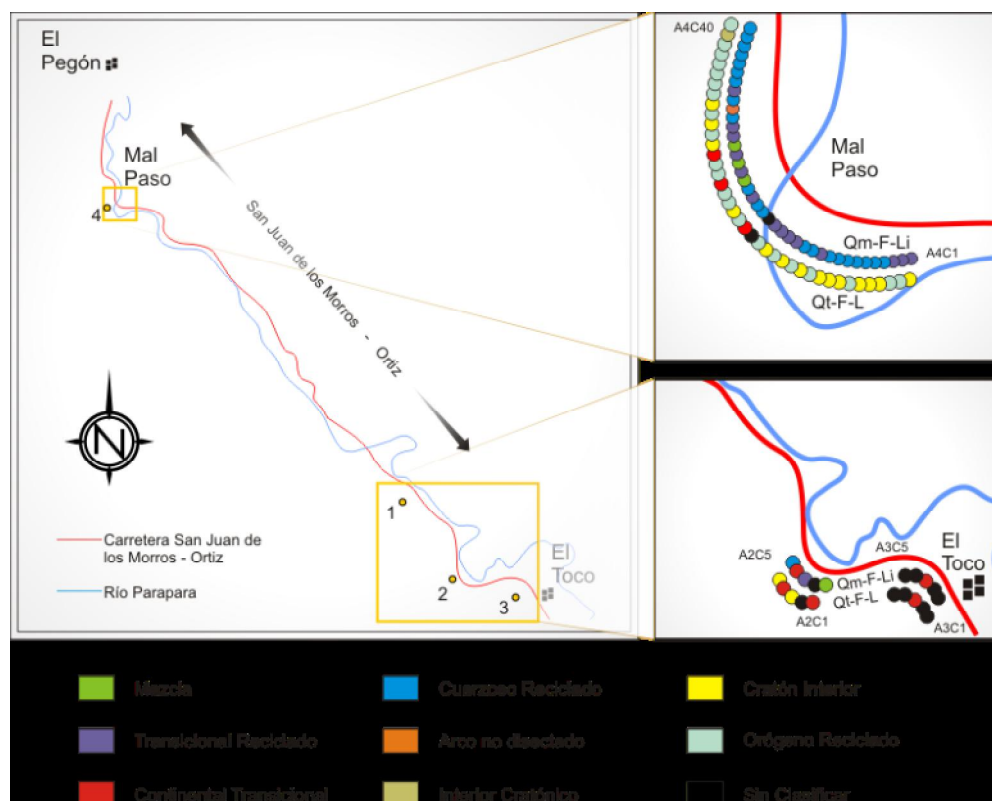 El
Pegón
Mal
Paso
4
San Juan de los Morros - Ortiz
N
1
2
3
El
Toco
Carretera San Juan de
los Morros - Ortiz
Río Parapara
A4C40
Mal
Paso
Qm-F-Li
A4C1
Qt-F-L
A2C5
A3C5
El
Toco
Qm-F-Li
Qt-F-L
A2C1
A3C1
Mezcla
Cuarzoso Reciclado
Cratón Interior
Transicional Reciclado
Arco no disectado
Orógeno Reciclado
Continental Transicional
Interior Cratónico
Sin Clasificar